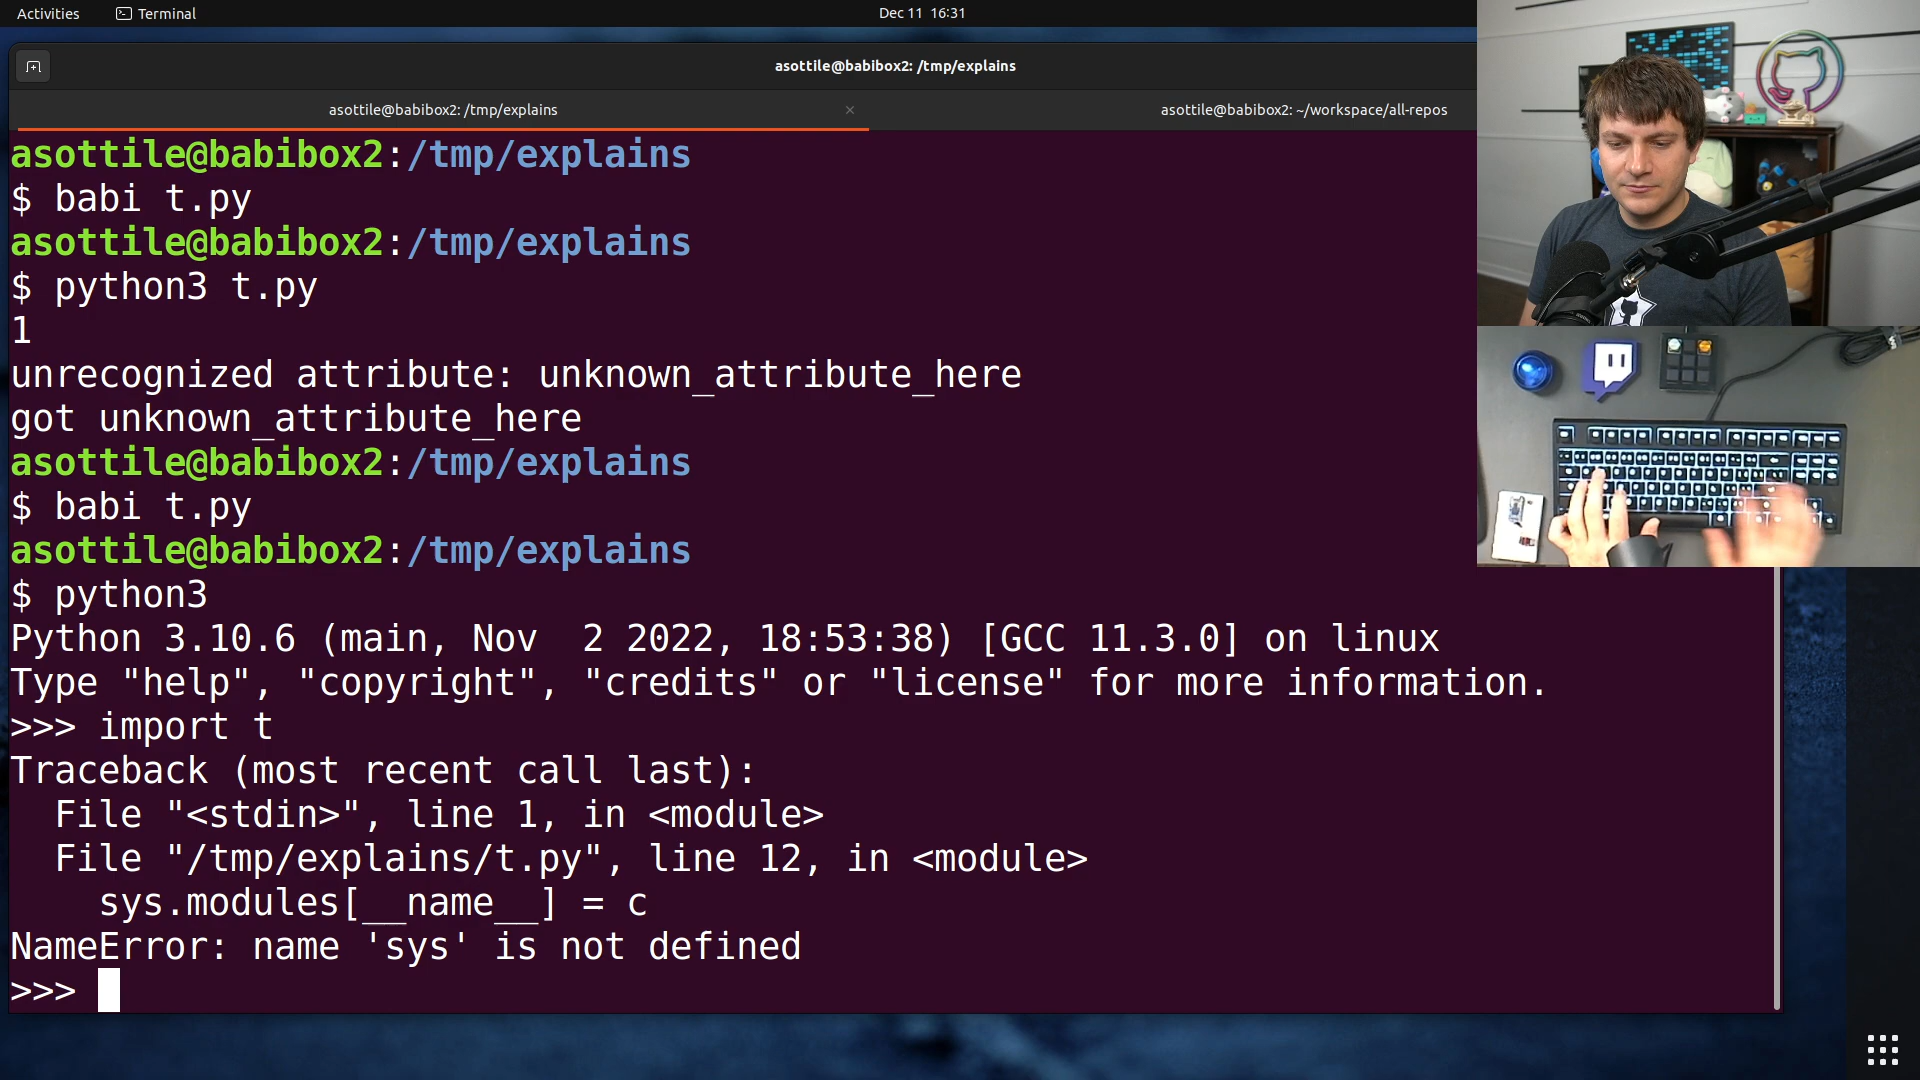 Activities
Terminal
Dec 11 16:31
asottile@babibox2: /tmp/explains
asottile@babibox2: /tmp/explains
×
asottile@babibox2: ~/workspace/all-repos
asottile@babibox2:/tmp/explains
$ babi t.py
asottile@babibox2:/tmp/explains
$ python3 t.py
1
unrecognized attribute: unknown_attribute_here
got unknown_attribute_here
asottile@babibox2:/tmp/explains
$ babi t.py
asottile@babibox2:/tmp/explains
$ python3
Python 3.10.6 (main, Nov  2 2022, 18:53:38) [GCC 11.3.0] on linux
Type "help", "copyright", "credits" or "license" for more information.
>>> import t
Traceback (most recent call last):
  File "<stdin>", line 1, in <module>
  File "/tmp/explains/t.py", line 12, in <module>
    sys.modules[__name__] = c
NameError: name 'sys' is not defined
>>>